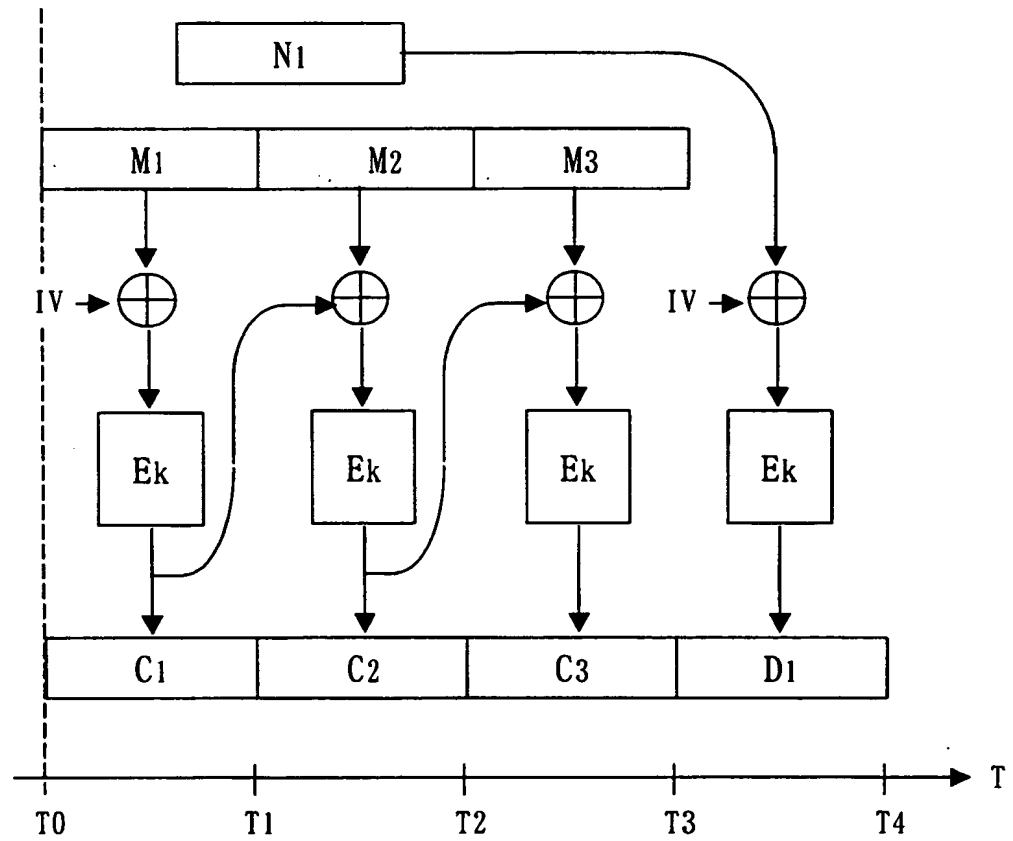 N1
M1 M2 M3
IV IV
Ek Ek Ek Ek
C1 C2 C3 D1
T
T0 T1 T2 T3 T4